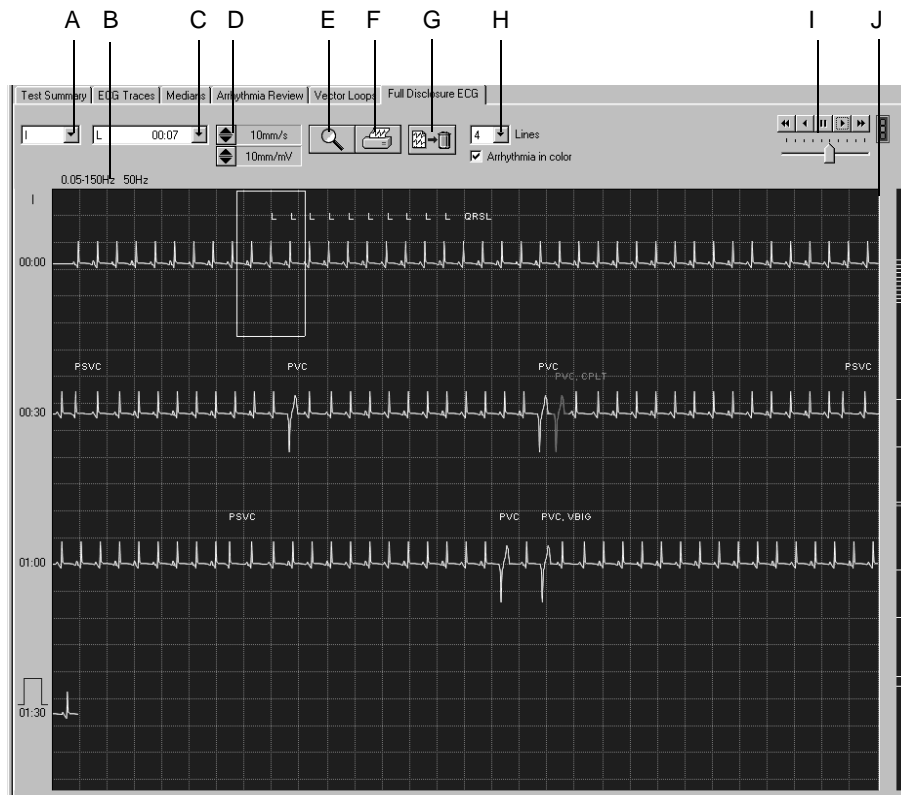 A B C D E F G H I J
Test Summary ECG Traces Medians Arrhythmia Review Vector Loops Full Disclosure ECG
I L 00:07 10mm/s 4 Lines
10mm/mV Arrhythmia in color
0.05-150Hz 50Hz
I
L L L L L L L L L L QRSL
00:00
PSVC PVC PVC PSVC
PVC, CPLT
00:30
PSVC PVC PVC, VBIG
01:00
01:30